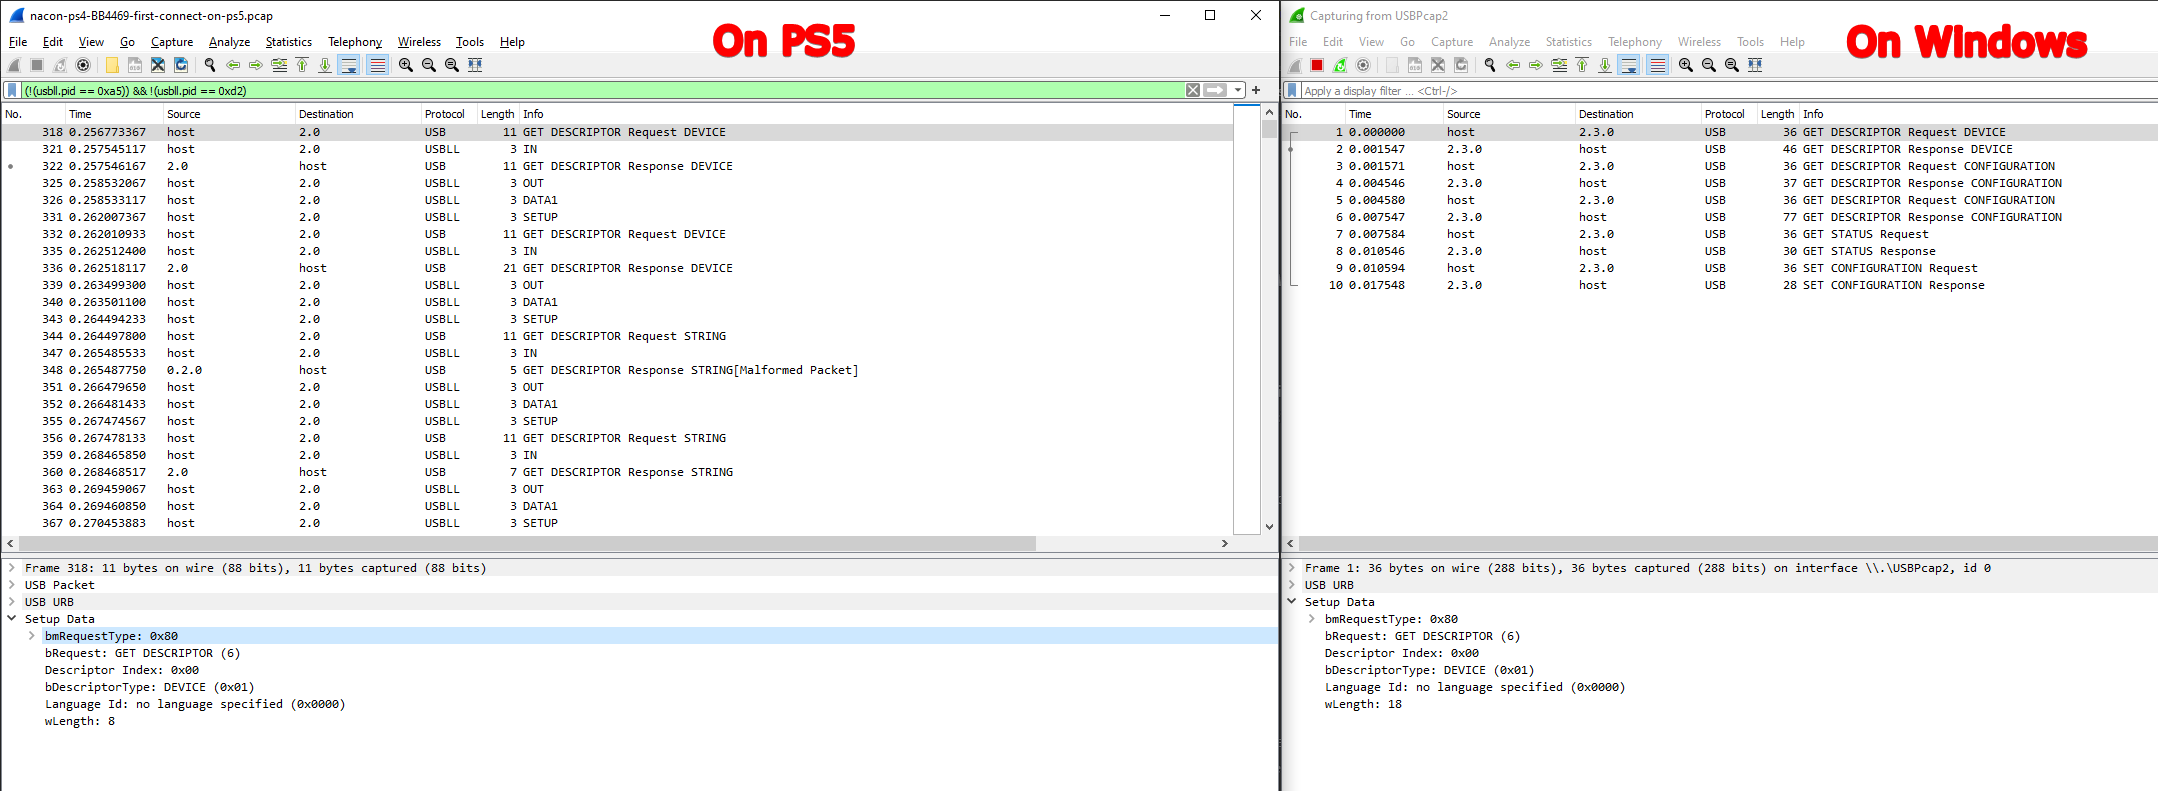 nacon-ps4-BB4469-first-connect-on-ps5.pcap
On PS5
File Edit View Go Capture Analyze Statistics Telephony Wireless Tools Help
(!(usbll.pid == 0xa5)) && !(usbll.pid == 0xd2)
No. Time Source Destination Protocol Length Info
318 0.256773367 host 2.0 USB 11 GET DESCRIPTOR Request DEVICE
321 0.257545117 host 2.0 USBLL 3 IN
322 0.257546167 2.0 host USB 11 GET DESCRIPTOR Response DEVICE
325 0.258532067 host 2.0 USBLL 3 OUT
326 0.258533117 host 2.0 USBLL 3 DATA1
331 0.262007367 host 2.0 USBLL 3 SETUP
332 0.262010933 host 2.0 USB 11 GET DESCRIPTOR Request DEVICE
335 0.262512400 host 2.0 USBLL 3 IN
336 0.262518117 2.0 host USB 21 GET DESCRIPTOR Response DEVICE
339 0.263499300 host 2.0 USBLL 3 OUT
340 0.263501100 host 2.0 USBLL 3 DATA1
343 0.264494233 host 2.0 USBLL 3 SETUP
344 0.264497800 host 2.0 USB 11 GET DESCRIPTOR Request STRING
347 0.265485533 host 2.0 USBLL 3 IN
348 0.265487750 0.2.0 host USB 5 GET DESCRIPTOR Response STRING[Malformed Packet]
351 0.266479650 host 2.0 USBLL 3 OUT
352 0.266481433 host 2.0 USBLL 3 DATA1
355 0.267474567 host 2.0 USBLL 3 SETUP
356 0.267478133 host 2.0 USB 11 GET DESCRIPTOR Request STRING
359 0.268465850 host 2.0 USBLL 3 IN
360 0.268468517 2.0 host USB 7 GET DESCRIPTOR Response STRING
363 0.269459067 host 2.0 USBLL 3 OUT
364 0.269460850 host 2.0 USBLL 3 DATA1
367 0.270453883 host 2.0 USBLL 3 SETUP
Frame 318: 11 bytes on wire (88 bits), 11 bytes captured (88 bits)
USB Packet
USB URB
Setup Data
bmRequestType: 0x80
bRequest: GET DESCRIPTOR (6)
Descriptor Index: 0x00
bDescriptorType: DEVICE (0x01)
Language Id: no language specified (0x0000)
wLength: 8
Capturing from USBPcap2
On Windows
File Edit View Go Capture Analyze Statistics Telephony Wireless Tools Help
Apply a display filter ... <Ctrl-/>
No. Time Source Destination Protocol Length Info
1 0.000000 host 2.3.0 USB 36 GET DESCRIPTOR Request DEVICE
2 0.001547 2.3.0 host USB 46 GET DESCRIPTOR Response DEVICE
3 0.001571 host 2.3.0 USB 36 GET DESCRIPTOR Request CONFIGURATION
4 0.004546 2.3.0 host USB 37 GET DESCRIPTOR Response CONFIGURATION
5 0.004580 host 2.3.0 USB 36 GET DESCRIPTOR Request CONFIGURATION
6 0.007547 2.3.0 host USB 77 GET DESCRIPTOR Response CONFIGURATION
7 0.007584 host 2.3.0 USB 36 GET STATUS Request
8 0.010546 2.3.0 host USB 30 GET STATUS Response
9 0.010594 host 2.3.0 USB 36 SET CONFIGURATION Request
10 0.017548 2.3.0 host USB 28 SET CONFIGURATION Response
Frame 1: 36 bytes on wire (288 bits), 36 bytes captured (288 bits) on interface \\.\USBPcap2, id 0
USB URB
Setup Data
bmRequestType: 0x80
bRequest: GET DESCRIPTOR (6)
Descriptor Index: 0x00
bDescriptorType: DEVICE (0x01)
Language Id: no language specified (0x0000)
wLength: 18